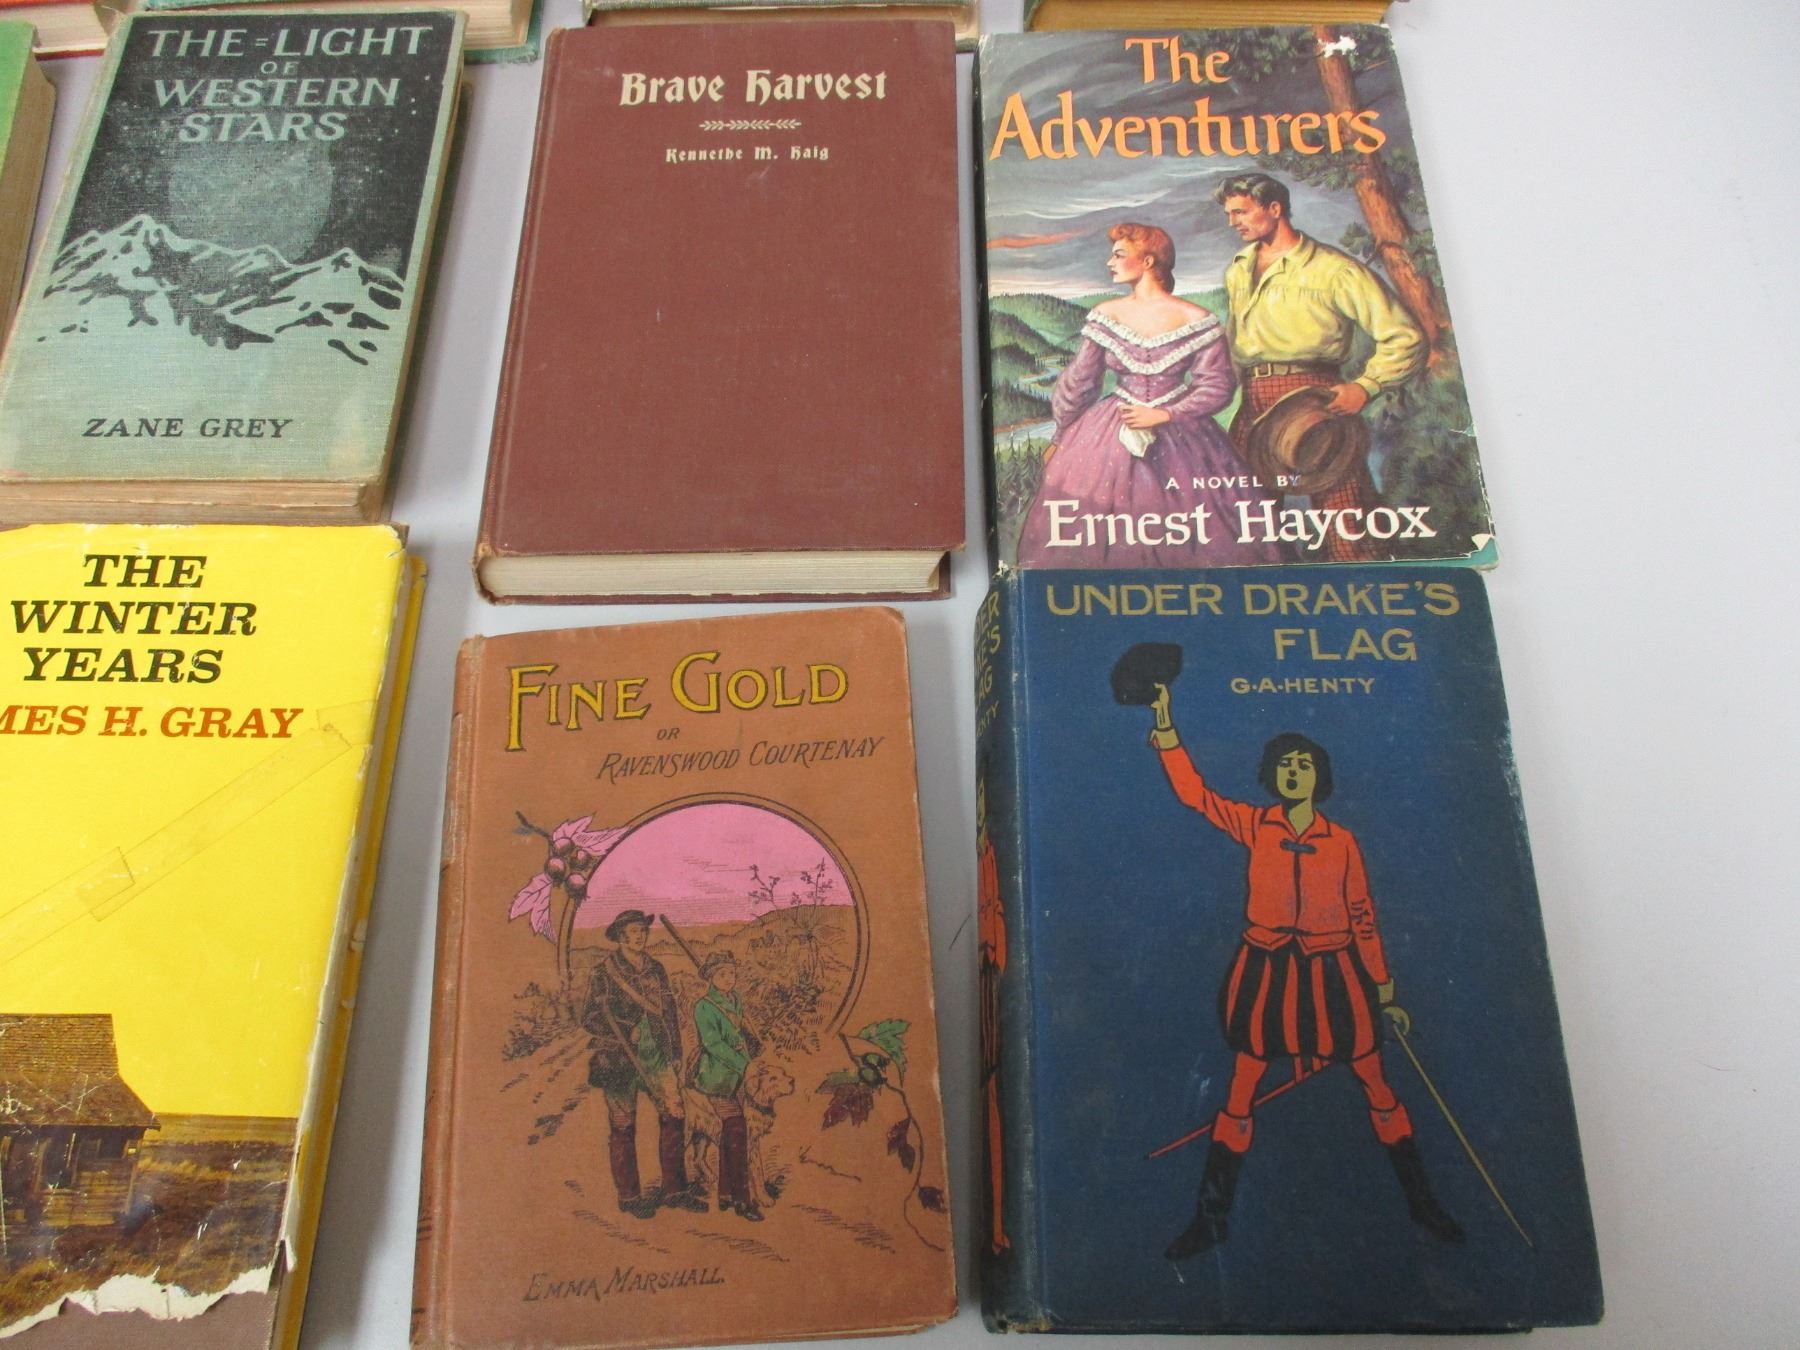 THE=LIGHT
OF
WESTERN
STARS
ZANE GREY
Brave Harvest
Kennethe M. Haig
The
Adventurers
A NOVEL BY
Ernest Haycox
THE
WINTER
YEARS
MES H. GRAY
FINE GOLD
OR
RAVENSWOOD COURTENAY
EMMA MARSHALL.
UNDER DRAKE'S
FLAG
G·A·HENTY